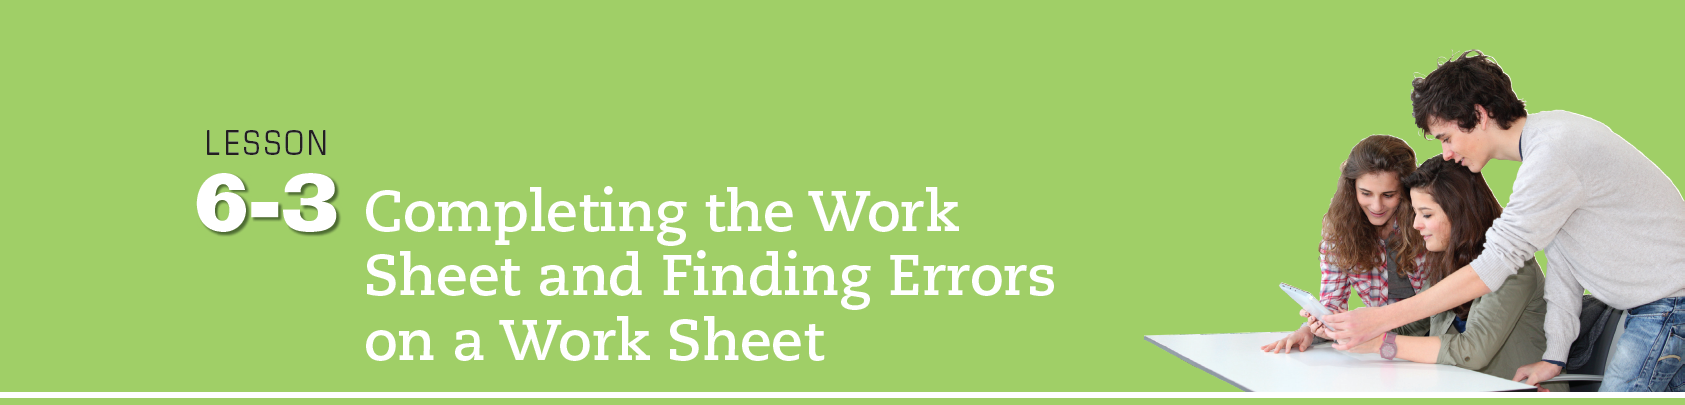 LESSON
6-3
Completing the Work
Sheet and Finding Errors
on a Work Sheet